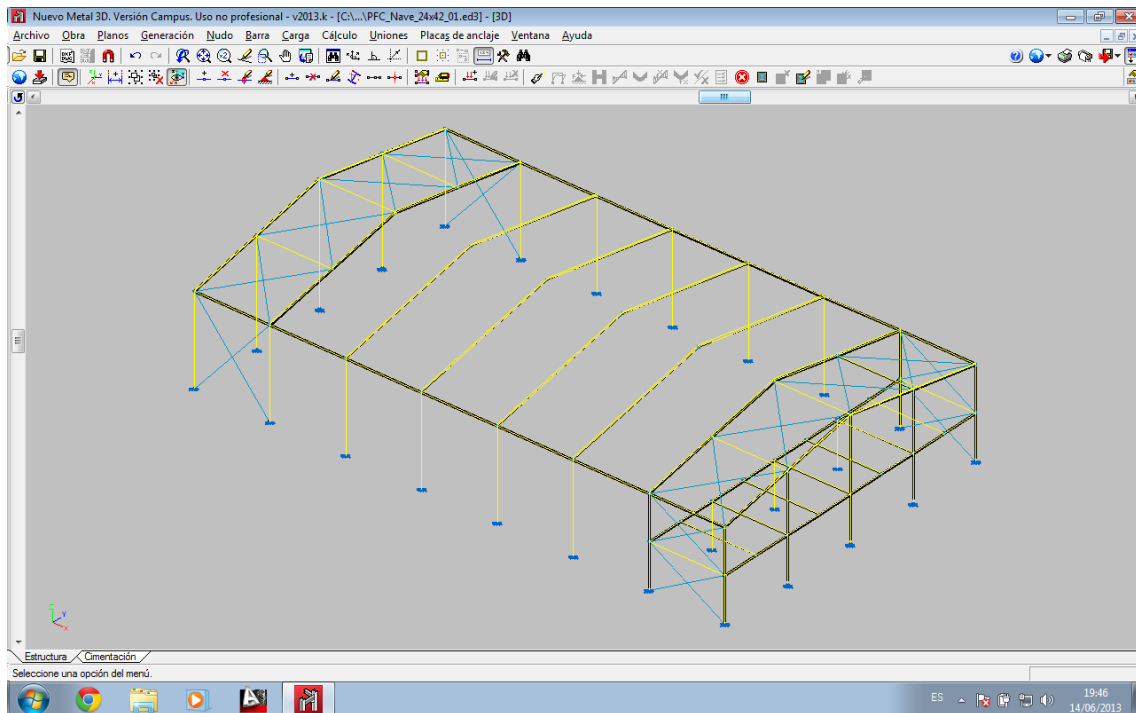 Nuevo Metal 3D. Versión Campus. Uso no profesional - v2013.k - [C:\...\PFC_Nave_24x42_01.ed3] - [3D]
Archivo Obra Planos Generación Nudo Barra Carga Cálculo Uniones Placas de anclaje Ventana Ayuda
Estructura Cimentación
Seleccione una opción del menú.
ES 19:46
14/06/2013